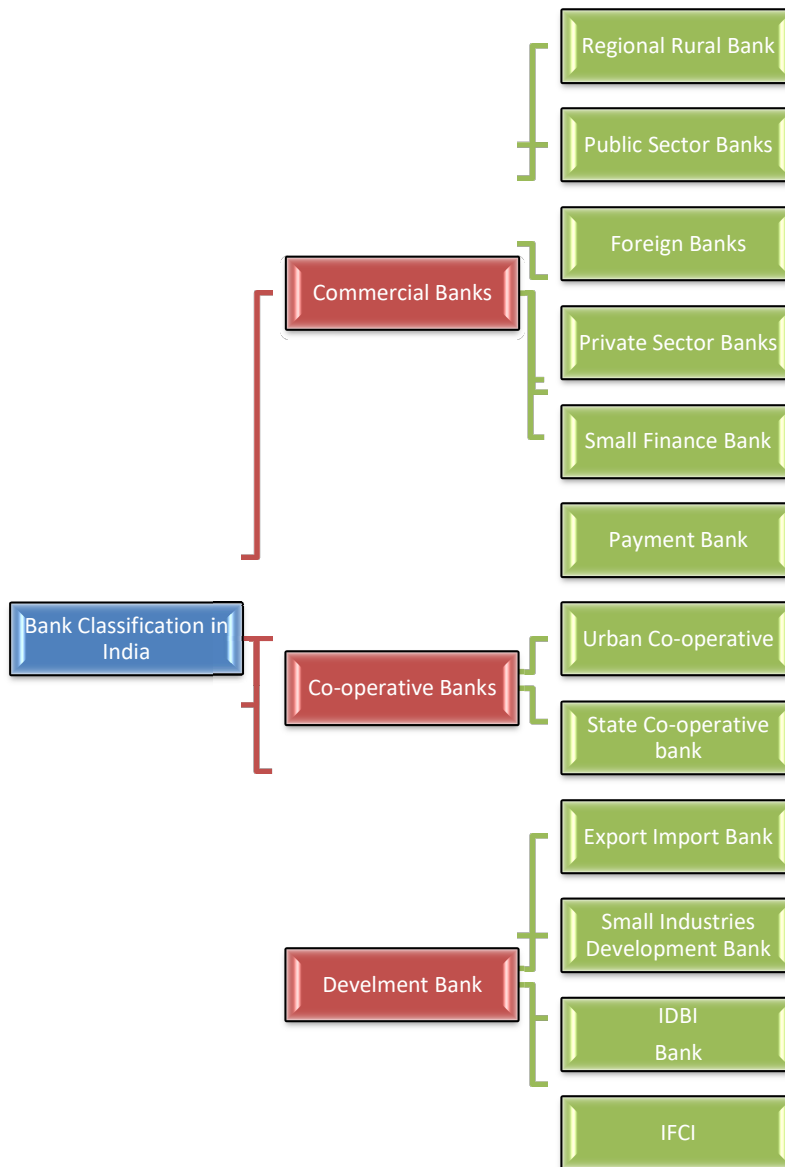 Regional Rural Bank
Public Sector Banks
Foreign Banks
Commercial Banks
Private Sector Banks
Small Finance Bank
Payment Bank
Bank Classification in
India
Urban Co-operative
Co-operative Banks
State Co-operative
bank
Export Import Bank
Small Industries
Development Bank
Develment Bank
IDBI
Bank
IFCI